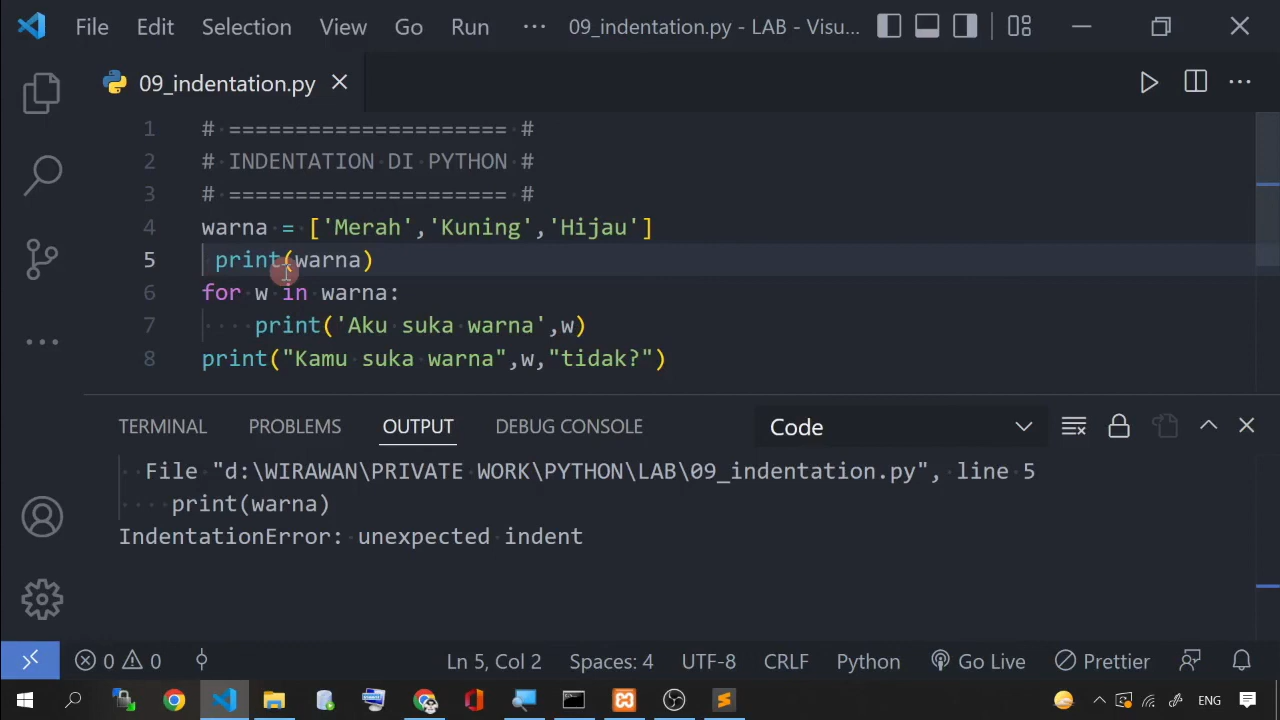 File Edit Selection View Go Run ··· 09_indentation.py - LAB - Visu...
09_indentation.py
1 # ===================== #
2 # INDENTATION DI PYTHON #
3 # ===================== #
4 warna = ['Merah','Kuning','Hijau']
5  print(warna)
6 for w in warna:
7     print('Aku suka warna',w)
8 print("Kamu suka warna",w,"tidak?")
TERMINAL PROBLEMS OUTPUT DEBUG CONSOLE Code
  File "d:\WIRAWAN\PRIVATE WORK\PYTHON\LAB\09_indentation.py", line 5
    print(warna)
IndentationError: unexpected indent
0 0 Ln 5, Col 2 Spaces: 4 UTF-8 CRLF Python Go Live Prettier
ENG